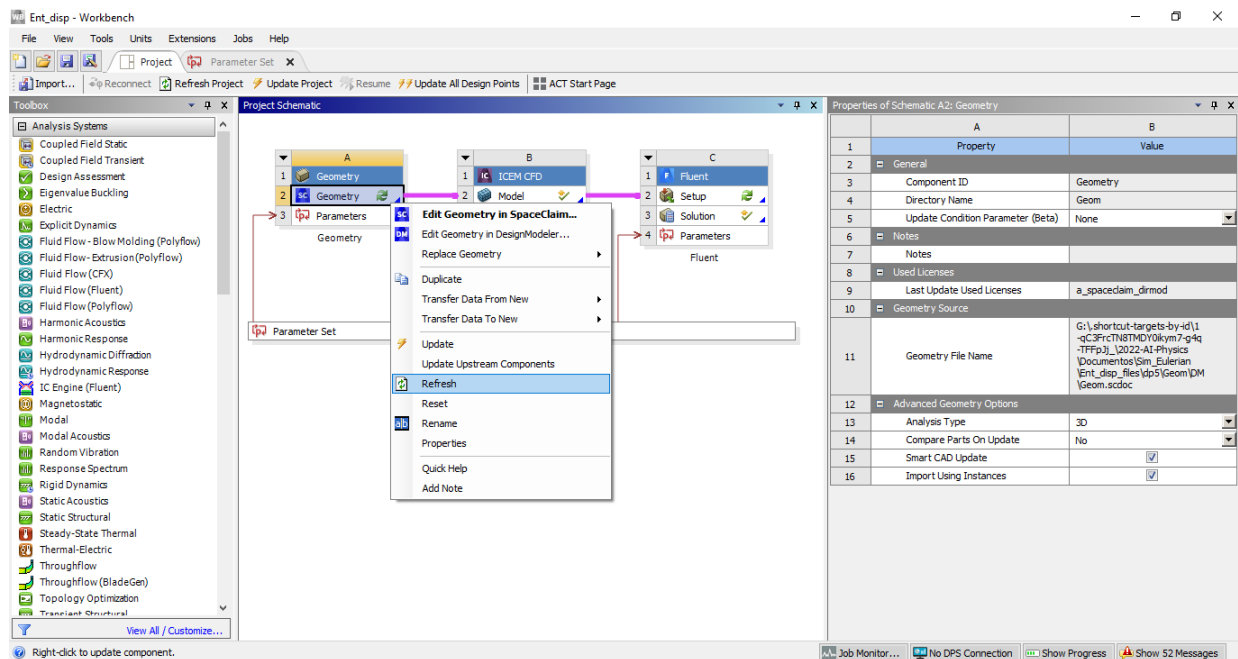 Ent_disp - Workbench
File View Tools Units Extensions Jobs Help
Project
Parameter Set
Import... Reconnect Refresh Project Update Project Resume Update All Design Points ACT Start Page
Toolbox
Analysis Systems
Coupled Field Static
Coupled Field Transient
Design Assessment
Eigenvalue Buckling
Electric
Explicit Dynamics
Fluid Flow - Blow Molding (Polyflow)
Fluid Flow - Extrusion (Polyflow)
Fluid Flow (CFX)
Fluid Flow (Fluent)
Fluid Flow (Polyflow)
Harmonic Acoustics
Harmonic Response
Hydrodynamic Diffraction
Hydrodynamic Response
IC Engine (Fluent)
Magnetostatic
Modal
Modal Acoustics
Random Vibration
Response Spectrum
Rigid Dynamics
Static Acoustics
Static Structural
Steady-State Thermal
Thermal-Electric
Throughflow
Throughflow (BladeGen)
Topology Optimization
Transient Structural
View All / Customize...
Project Schematic
A
1 Geometry
2 Geometry
3 Parameters
Geometry
B
1 ICEM CFD
2 Model
C
1 Fluent
2 Setup
3 Solution
4 Parameters
Fluent
Parameter Set
Edit Geometry in SpaceClaim...
Edit Geometry in DesignModeler...
Replace Geometry
Duplicate
Transfer Data From New
Transfer Data To New
Update
Update Upstream Components
Refresh
Reset
Rename
Properties
Quick Help
Add Note
Properties of Schematic A2: Geometry
A B
1 Property Value
2 General
3 Component ID Geometry
4 Directory Name Geom
5 Update Condition Parameter (Beta) None
6 Notes
7 Notes
8 Used Licenses
9 Last Update Used Licenses a_spaceclaim_dirmod
10 Geometry Source
11 Geometry File Name
G:\.shortcut-targets-by-id\1
-qC3FrcTN8TMDY0ikym7-g4q
-TFFpJj_\2022-AI-Physics
\Documentos\Sim_Eulerian
\Ent_disp_files\dp5\Geom\DM
\Geom.scdoc
12 Advanced Geometry Options
13 Analysis Type 3D
14 Compare Parts On Update No
15 Smart CAD Update
16 Import Using Instances
Right-click to update component.
Job Monitor... No DPS Connection Show Progress Show 52 Messages